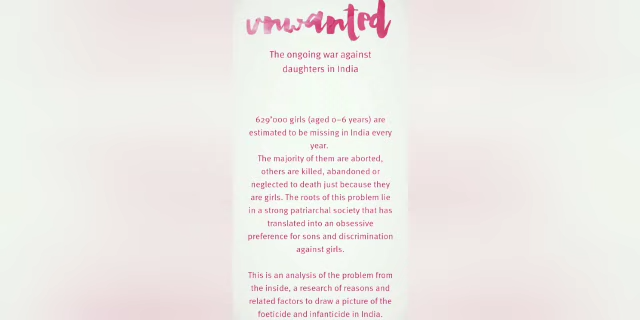 unwanted
The ongoing war against
daughters in India
629'000 girls (aged 0–6 years) are
estimated to be missing in India every
year.
The majority of them are aborted,
others are killed, abandoned or
neglected to death just because they
are girls. The roots of this problem lie
in a strong patriarchal society that has
translated into an obsessive
preference for sons and discrimination
against girls.
This is an analysis of the problem from
the inside, a research of reasons and
related factors to draw a picture of the
foeticide and infanticide in India.